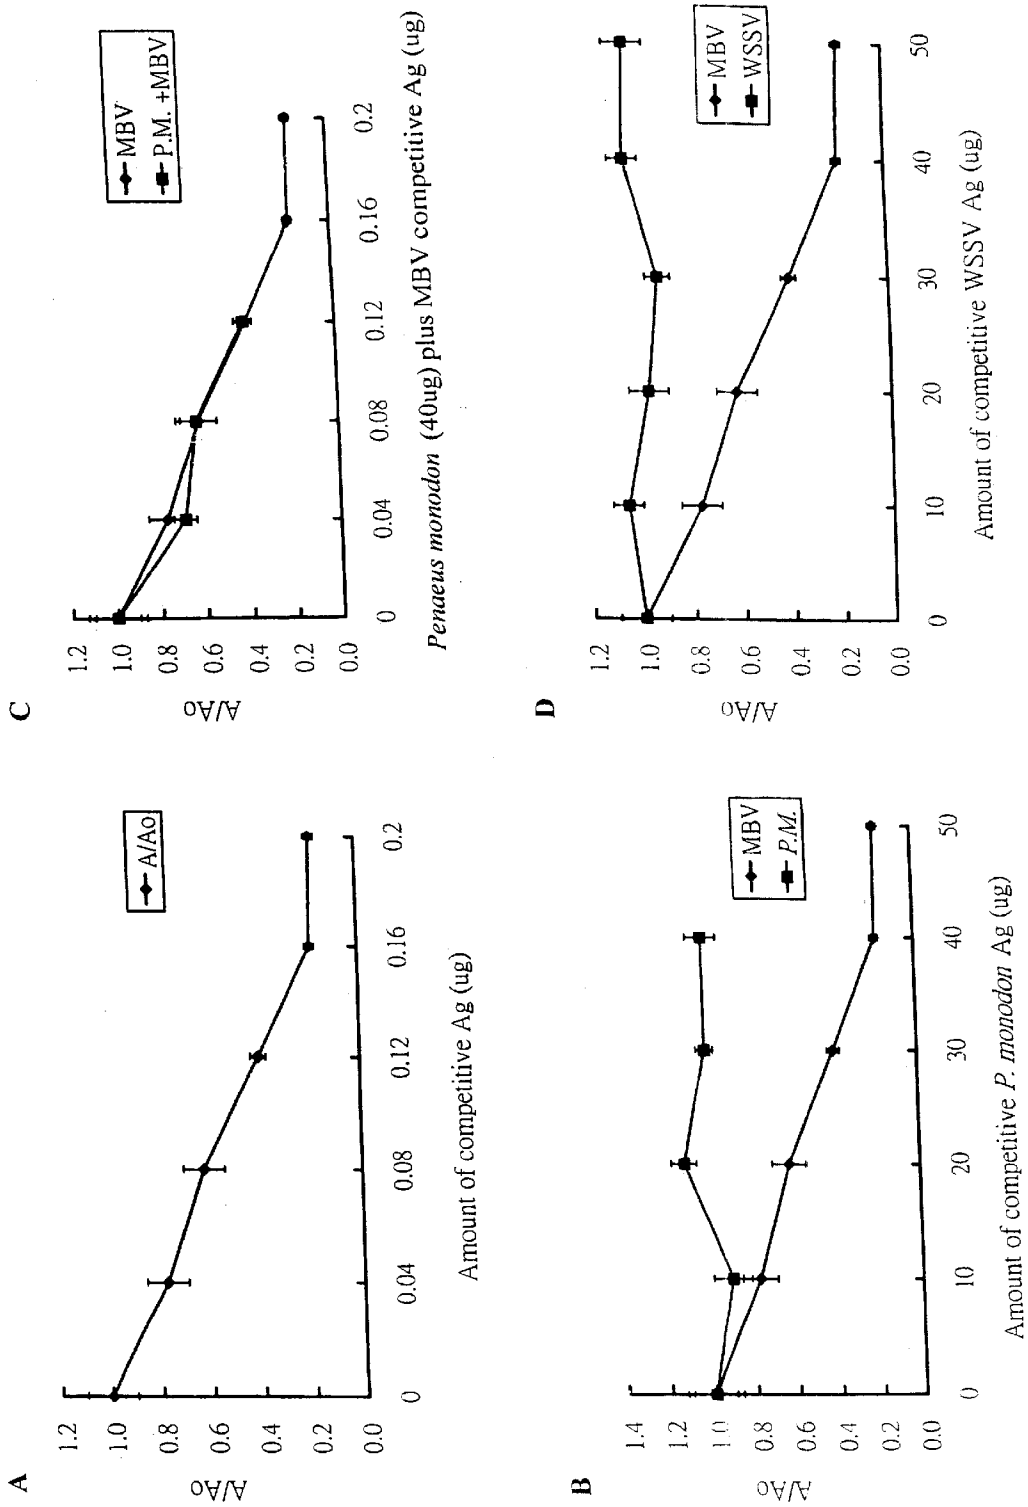 A
A/Ao
1.2
1.0
0.8
0.6
0.4
0.2
0.0
0 0.04 0.08 0.12 0.16 0.2
Amount of competitive Ag (ug)
A/Ao
B
A/Ao
1.4
1.2
1.0
0.8
0.6
0.4
0.2
0.0
0 10 20 30 40 50
Amount of competitive P. monodon Ag (ug)
MBV
P.M.
C
A/Ao
1.2
1.0
0.8
0.6
0.4
0.2
0.0
0 0.04 0.08 0.12 0.16 0.2
Penaeus monodon (40ug) plus MBV competitive Ag (ug)
MBV
P.M. +MBV
D
A/Ao
1.2
1.0
0.8
0.6
0.4
0.2
0.0
0 10 20 30 40 50
Amount of competitive WSSV Ag (ug)
MBV
WSSV